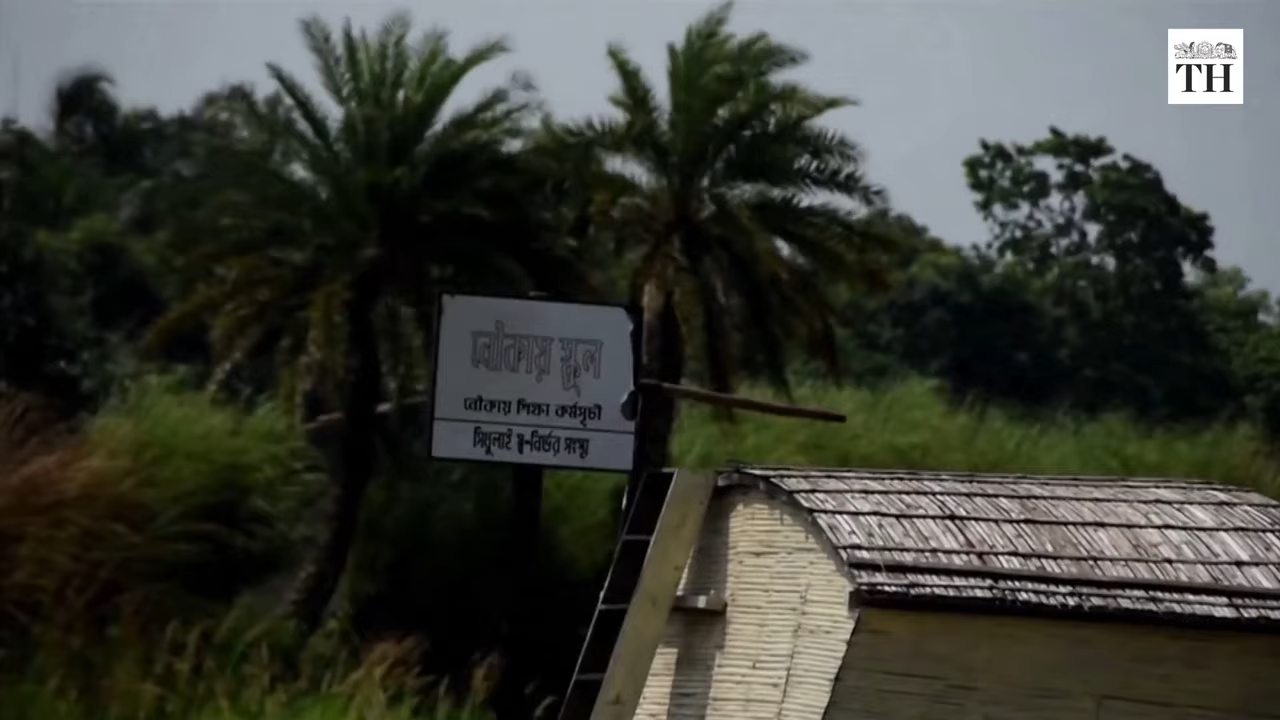 TH
নৌকায় স্কুল
নৌকায় শিক্ষা কর্মসূচী
সিধুলাই স্ব-নির্ভর সংস্থা